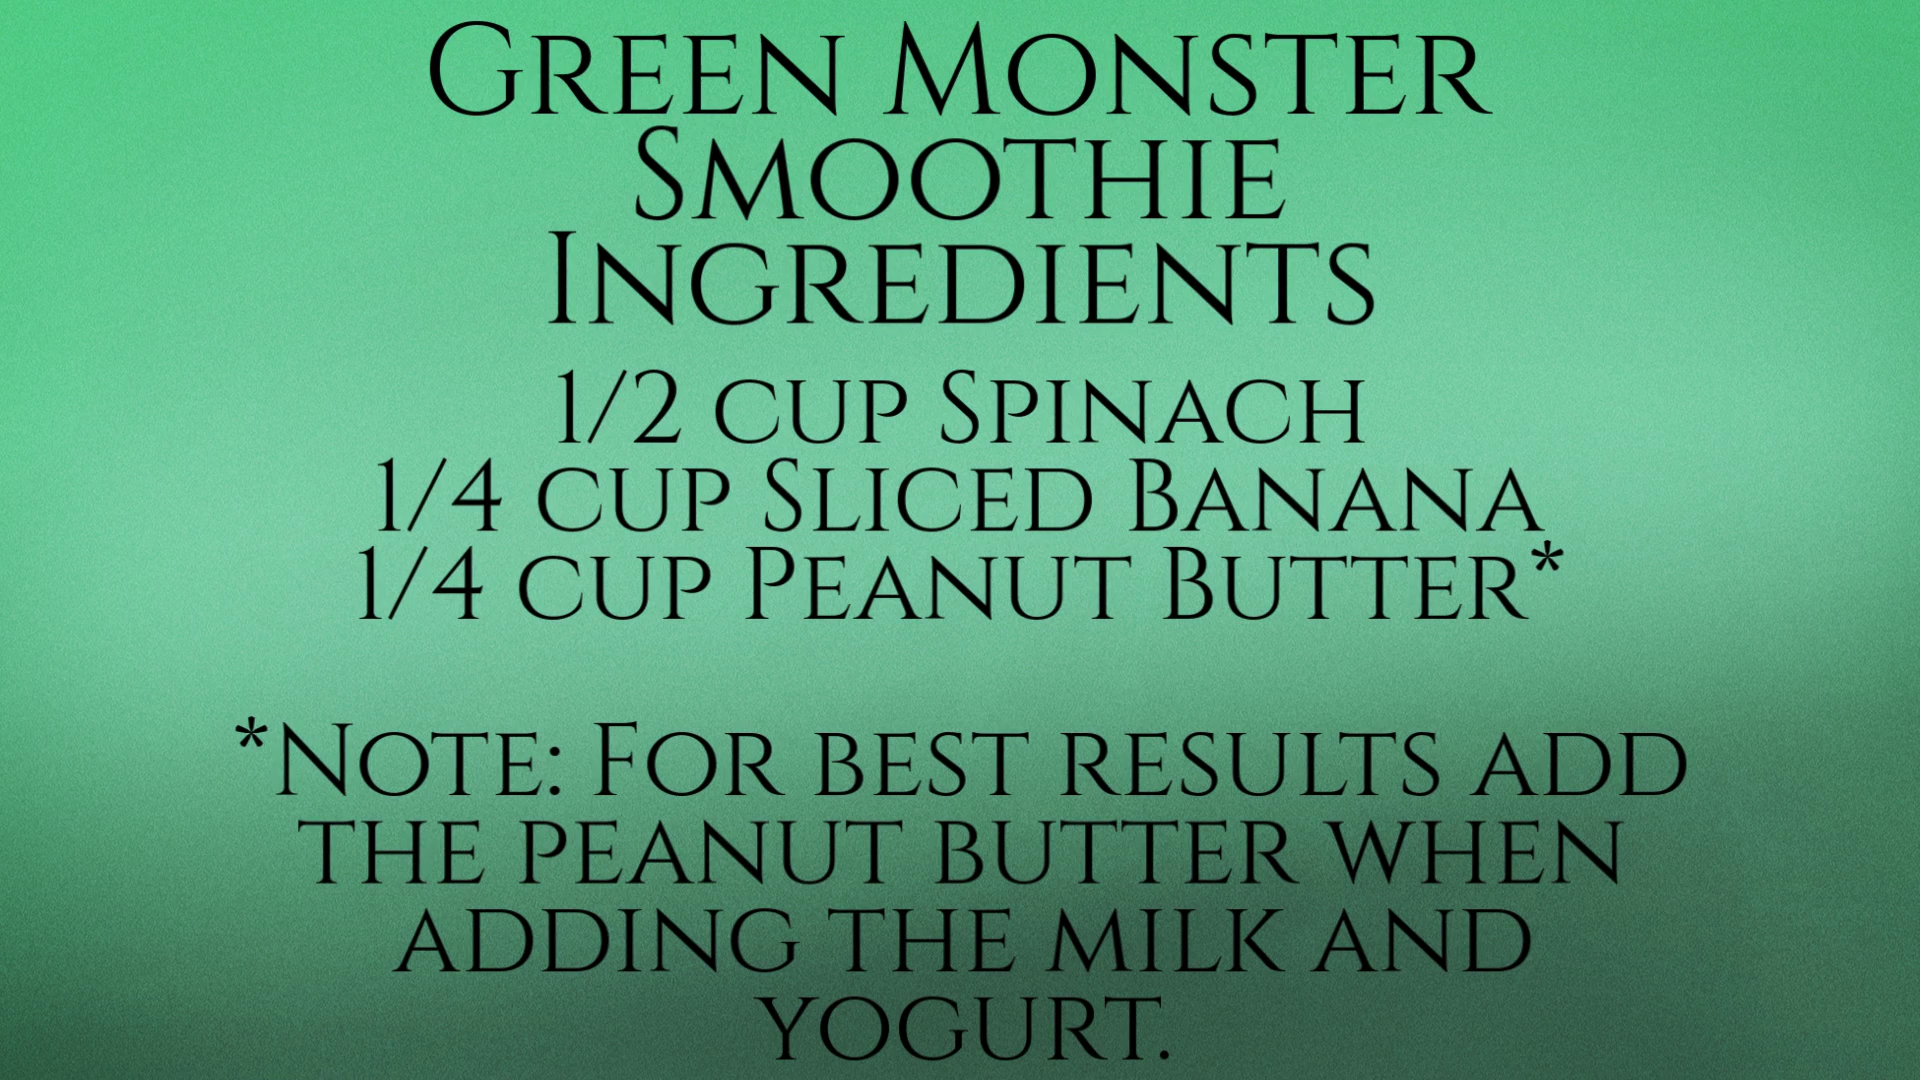 Green Monster
Smoothie
Ingredients
1/2 cup Spinach
1/4 cup Sliced Banana
1/4 cup Peanut Butter*
*Note: For best results add
the peanut butter when
adding the milk and
yogurt.